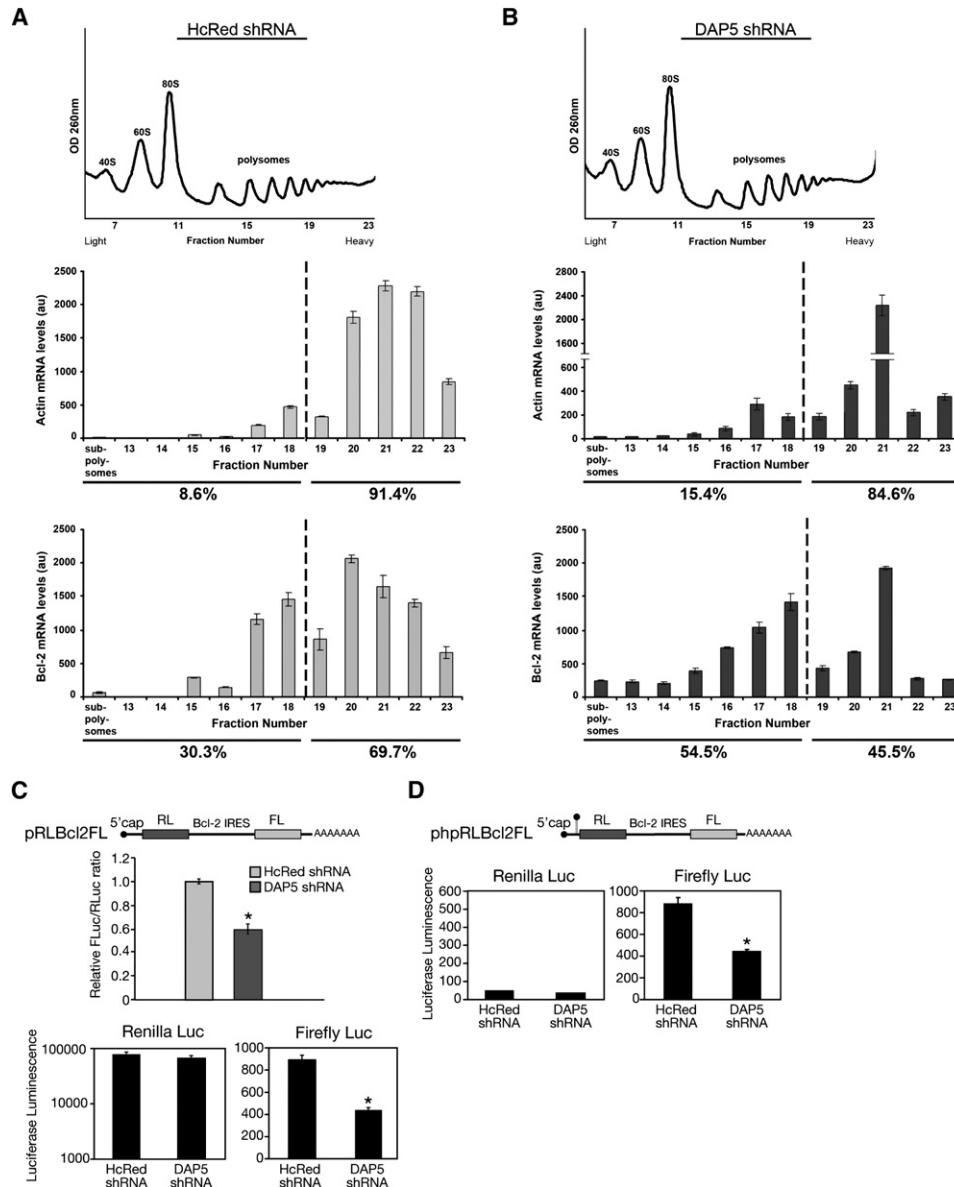 A
HcRed shRNA
OD 260nm
40S
60S
80S
polysomes
7 11 15 19 23
Light Fraction Number Heavy
Actin mRNA levels (au)
2500
2000
1500
1000
500
0
sub-
poly-
somes
13 14 15 16 17 18 19 20 21 22 23
Fraction Number
8.6% 91.4%
Bcl-2 mRNA levels (au)
2500
2000
1500
1000
500
0
sub-
poly-
somes
13 14 15 16 17 18 19 20 21 22 23
Fraction Number
30.3% 69.7%
B
DAP5 shRNA
OD 260nm
40S
60S
80S
polysomes
7 11 15 19 23
Light Fraction Number Heavy
Actin mRNA levels (au)
2800
2400
2000
600
400
200
0
sub-
poly-
somes
13 14 15 16 17 18 19 20 21 22 23
Fraction Number
15.4% 84.6%
Bcl-2 mRNA levels (au)
2500
2000
1500
1000
500
0
sub-
poly-
somes
13 14 15 16 17 18 19 20 21 22 23
Fraction Number
54.5% 45.5%
C
pRLBcl2FL
5'cap RL Bcl-2 IRES FL AAAAAAA
Relative FLuc/RLuc ratio
1.2
1.0
0.8
0.6
0.4
0.2
0
HcRed shRNA
DAP5 shRNA
*
Luciferase Luminescence
Renilla Luc
100000
10000
1000
HcRed
shRNA
DAP5
shRNA
Firefly Luc
1000
800
600
400
200
0
*
HcRed
shRNA
DAP5
shRNA
D
phpRLBcl2FL
5'cap RL Bcl-2 IRES FL AAAAAAA
Luciferase Luminescence
Renilla Luc
600
500
400
300
200
100
0
HcRed
shRNA
DAP5
shRNA
Firefly Luc
1000
800
600
400
200
0
*
HcRed
shRNA
DAP5
shRNA